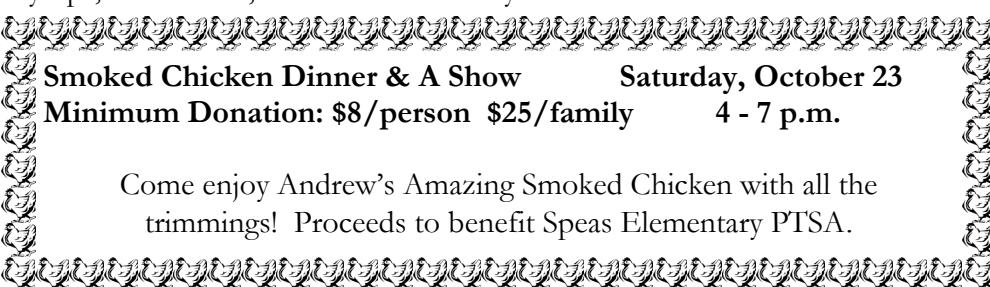 Smoked Chicken Dinner & A Show Saturday, October 23
Minimum Donation: $8/person $25/family 4 - 7 p.m.
Come enjoy Andrew’s Amazing Smoked Chicken with all the
trimmings! Proceeds to benefit Speas Elementary PTSA.